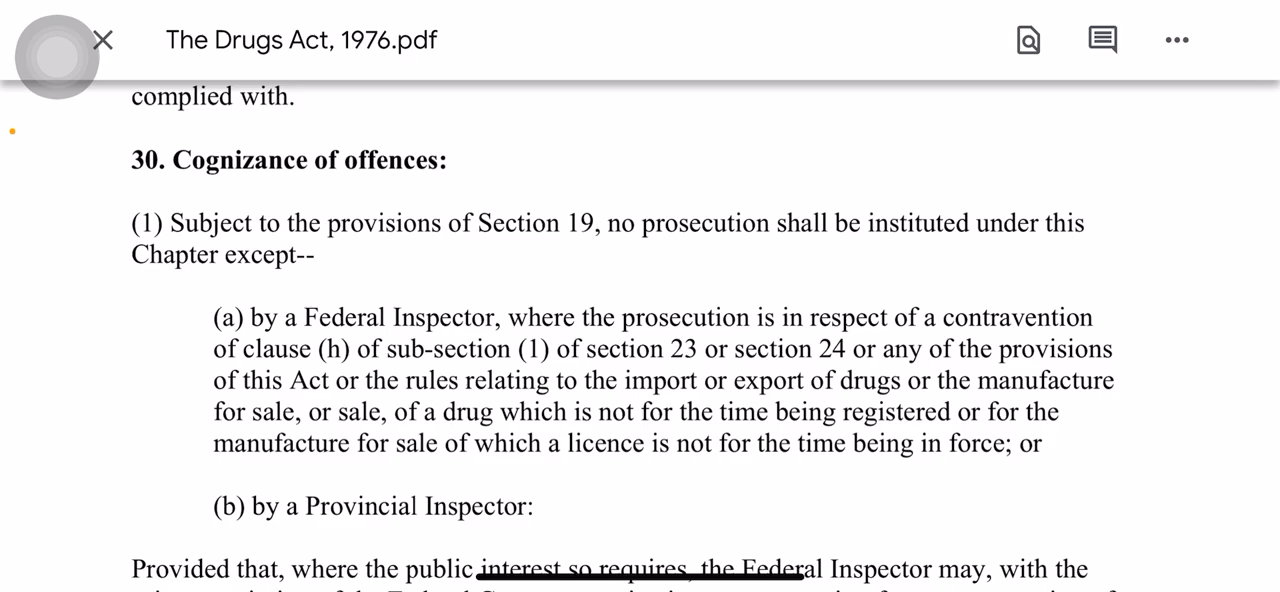 The Drugs Act, 1976.pdf
complied with.
30. Cognizance of offences:
(1) Subject to the provisions of Section 19, no prosecution shall be instituted under this
Chapter except--
(a) by a Federal Inspector, where the prosecution is in respect of a contravention
of clause (h) of sub-section (1) of section 23 or section 24 or any of the provisions
of this Act or the rules relating to the import or export of drugs or the manufacture
for sale, or sale, of a drug which is not for the time being registered or for the
manufacture for sale of which a licence is not for the time being in force; or
(b) by a Provincial Inspector:
Provided that, where the public interest so requires, the Federal Inspector may, with the